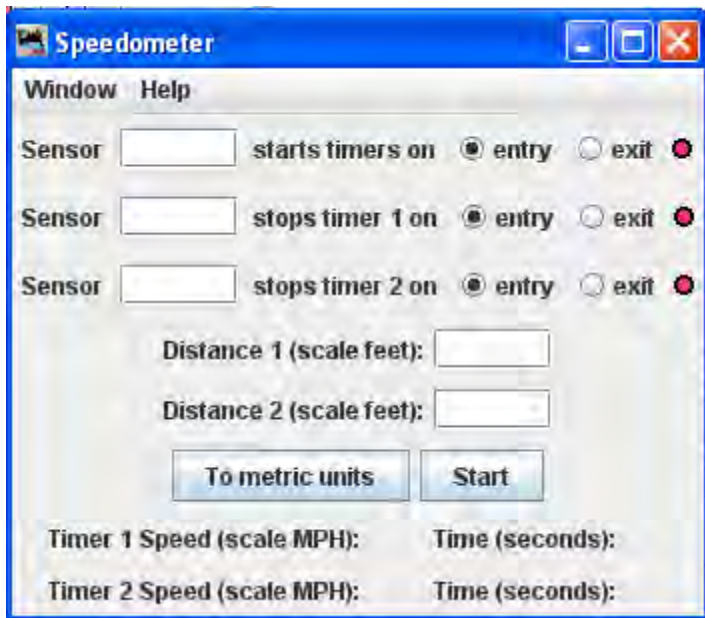 Speedometer
Window Help
Sensor starts timers on entry exit
Sensor stops timer 1 on entry exit
Sensor stops timer 2 on entry exit
Distance 1 (scale feet):
Distance 2 (scale feet):
To metric units Start
Timer 1 Speed (scale MPH): Time (seconds):
Timer 2 Speed (scale MPH): Time (seconds):